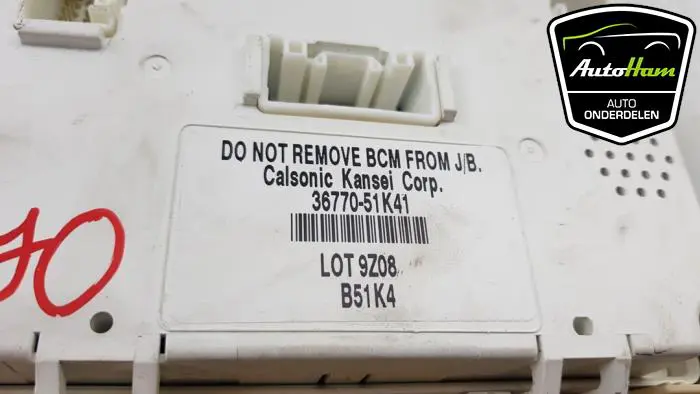 AutoHam
AUTO
ONDERDELEN
DO NOT REMOVE BCM FROM J/B.
Calsonic Kansei Corp.
36770-51K41
LOT 9Z08
B51K4